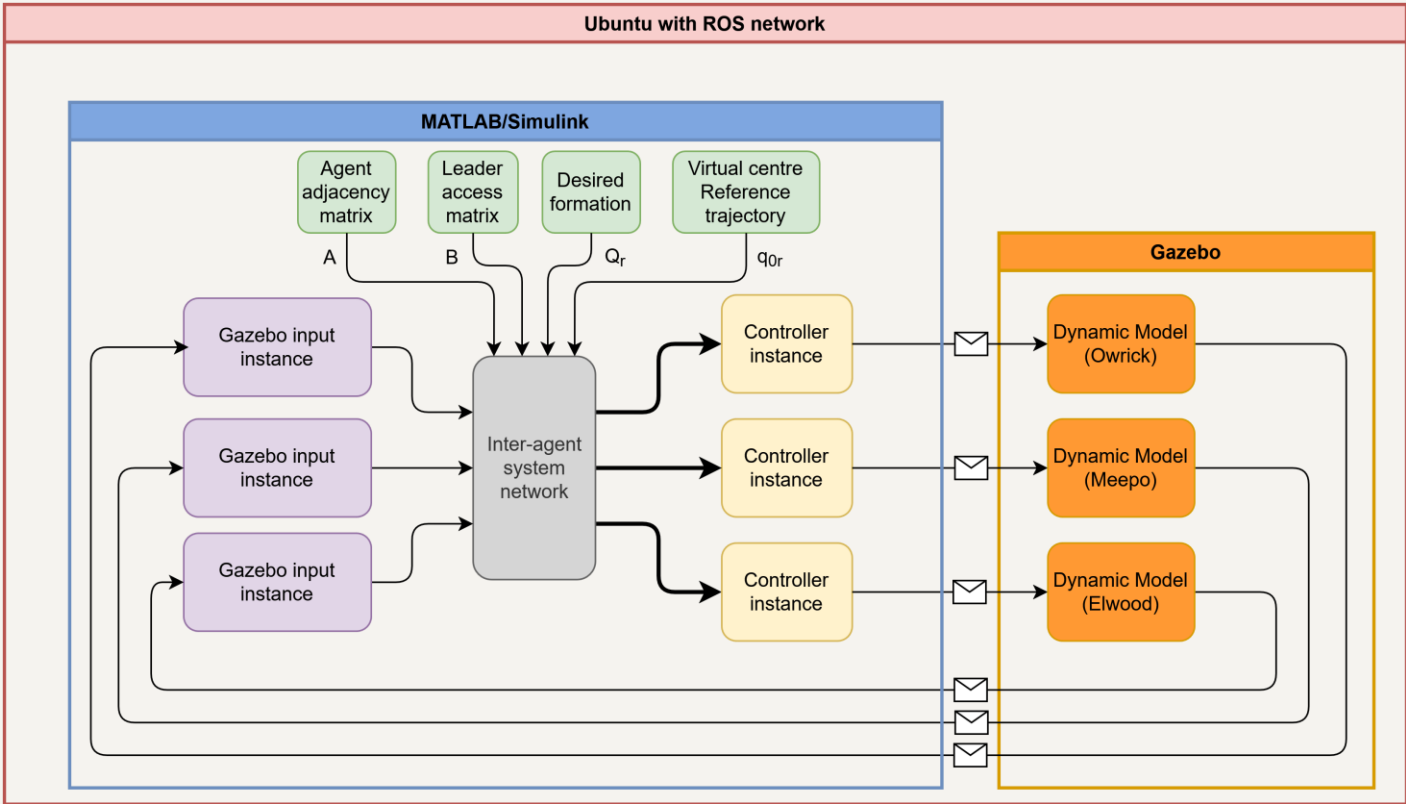 Ubuntu with ROS network
MATLAB/Simulink
Agent
adjacency
matrix
Leader
access
matrix
Desired
formation
Virtual centre
Reference
trajectory
A
B
Qr
q0r
Gazebo
Gazebo input
instance
Gazebo input
instance
Gazebo input
instance
Inter-agent
system
network
Controller
instance
Controller
instance
Controller
instance
Dynamic Model
(Owrick)
Dynamic Model
(Meepo)
Dynamic Model
(Elwood)